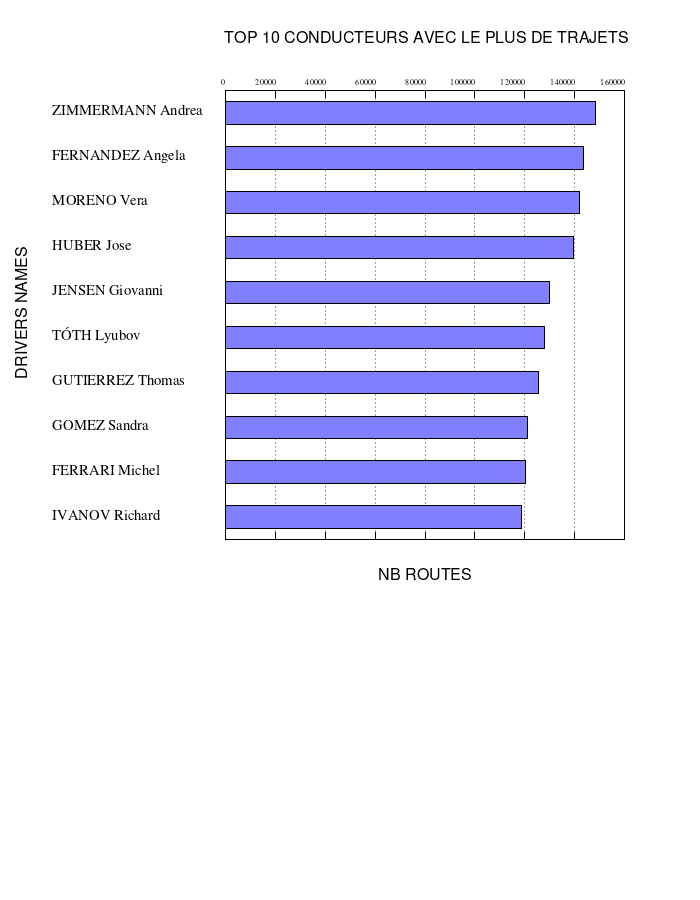 TOP 10 CONDUCTEURS AVEC LE PLUS DE TRAJETS
0 20000 40000 60000 80000 100000 120000 140000 160000
DRIVERS NAMES
ZIMMERMANN Andrea
FERNANDEZ Angela
MORENO Vera
HUBER Jose
JENSEN Giovanni
TÓTH Lyubov
GUTIERREZ Thomas
GOMEZ Sandra
FERRARI Michel
IVANOV Richard
NB ROUTES